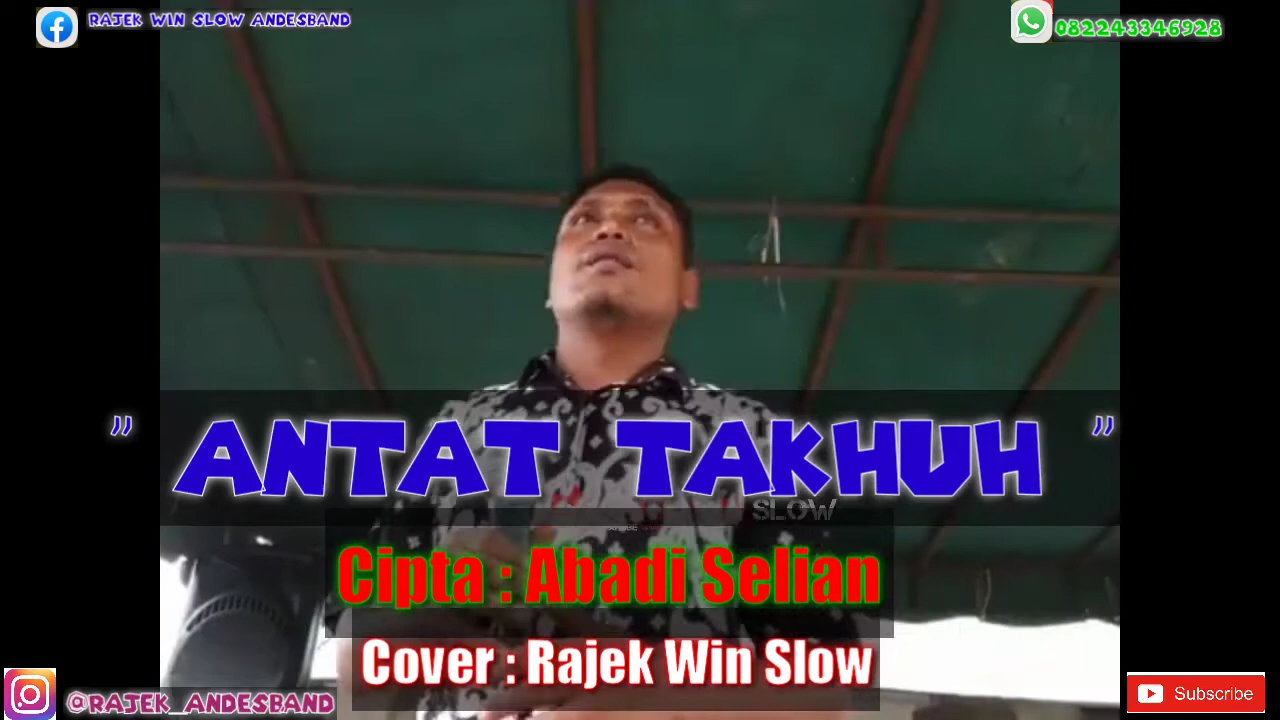 RAJEK WIN SLOW ANDESBAND
082243346928
" ANTAT TAKHUH "
SLOW
Cipta : Abadi Selian
Cover : Rajek Win Slow
@RAJEK_ANDESBAND
Subscribe